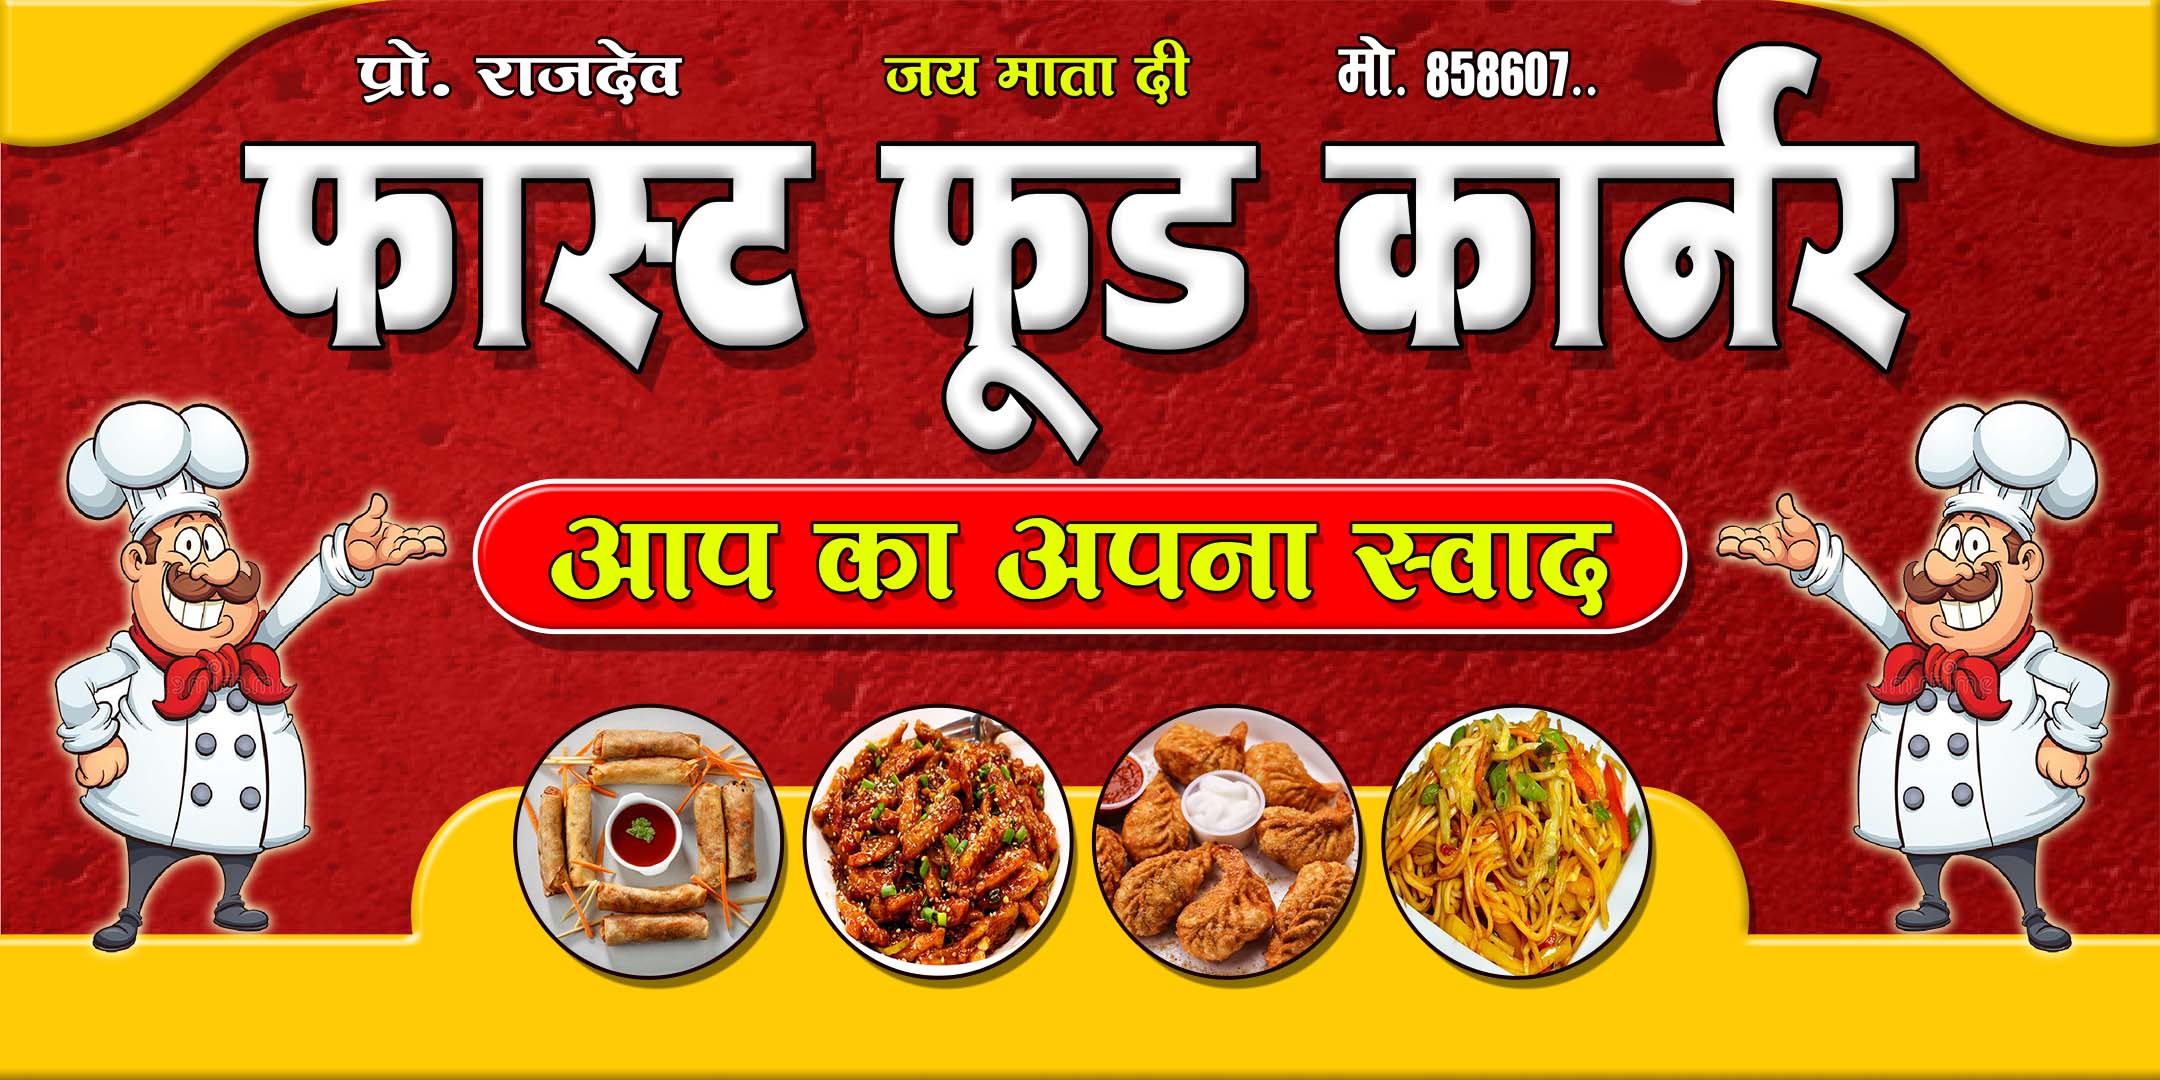 प्रो. राजदेव जय माता दी मो. 858607..
फास्ट फूड कार्नर
आप का अपना स्वाद